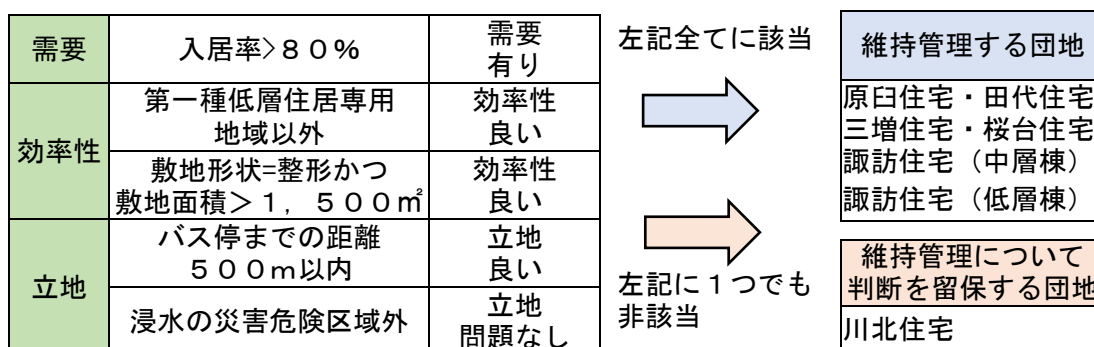 需要
入居率>８０%
需要
有り
効率性
第一種低層住居専用
地域以外
効率性
良い
敷地形状=整形かつ
敷地面積＞１，５００㎡
効率性
良い
立地
バス停までの距離
５００ｍ以内
立地
良い
浸水の災害危険区域外
立地
問題なし
左記全てに該当
左記に１つでも
非該当
維持管理する団地
原臼住宅・田代住宅
三増住宅・桜台住宅
諏訪住宅（中層棟）
諏訪住宅（低層棟）
維持管理について
判断を留保する団地
川北住宅